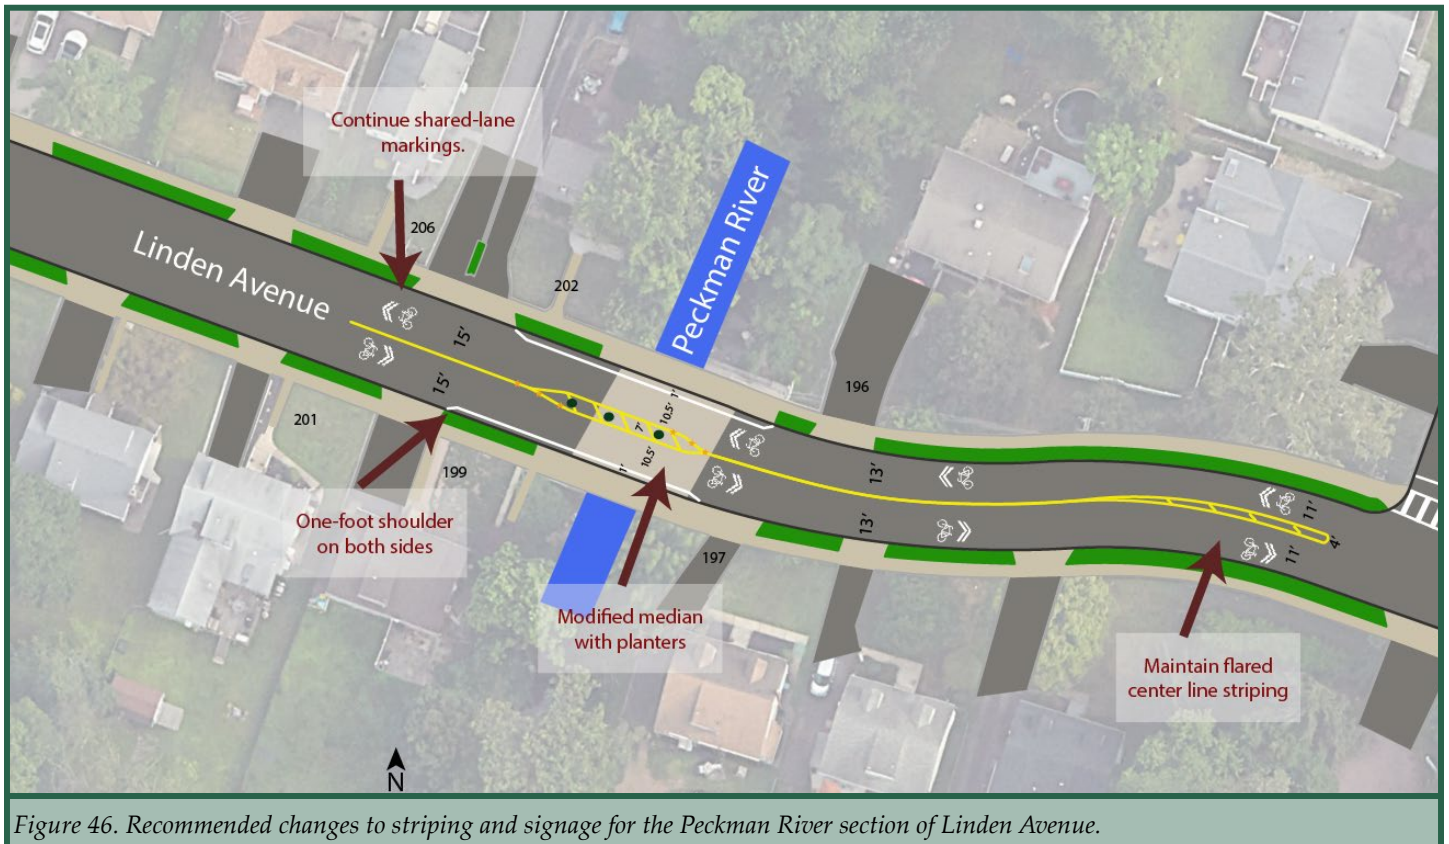 Continue shared-lane
markings.
206
Linden Avenue
202
Peckman River
15'
15'
196
1'
10.5'
7'
10.5'
1'
13'
13'
11'
11'
4'
201
199
One-foot shoulder
on both sides
197
Modified median
with planters
Maintain flared
center line striping
N
Figure 46. Recommended changes to striping and signage for the Peckman River section of Linden Avenue.